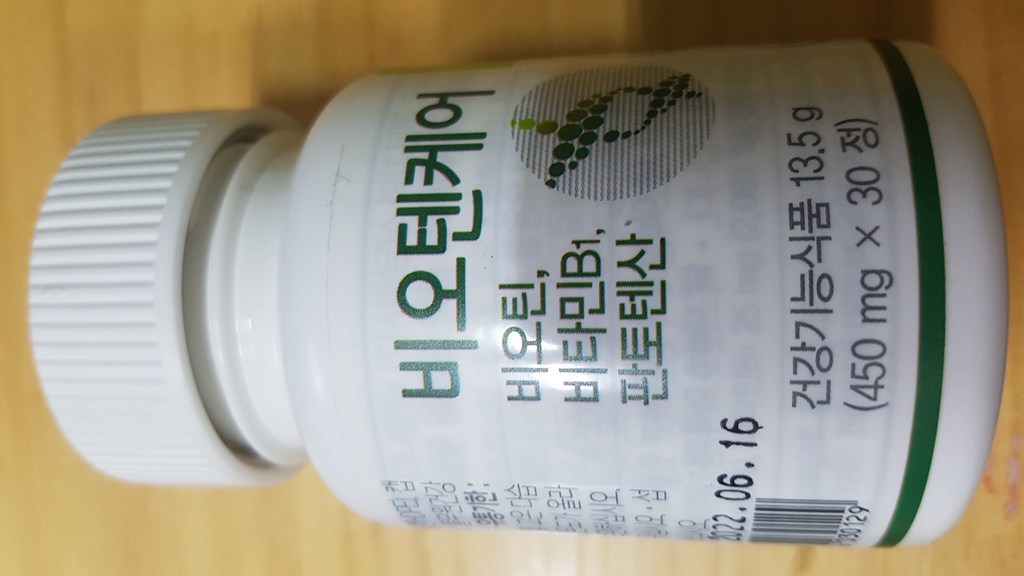 비오텐케어
비오틴,
비타민B1,
판토텐산
건강기능식품 13.5 g
(450 mg × 30 정)
2022.06.16